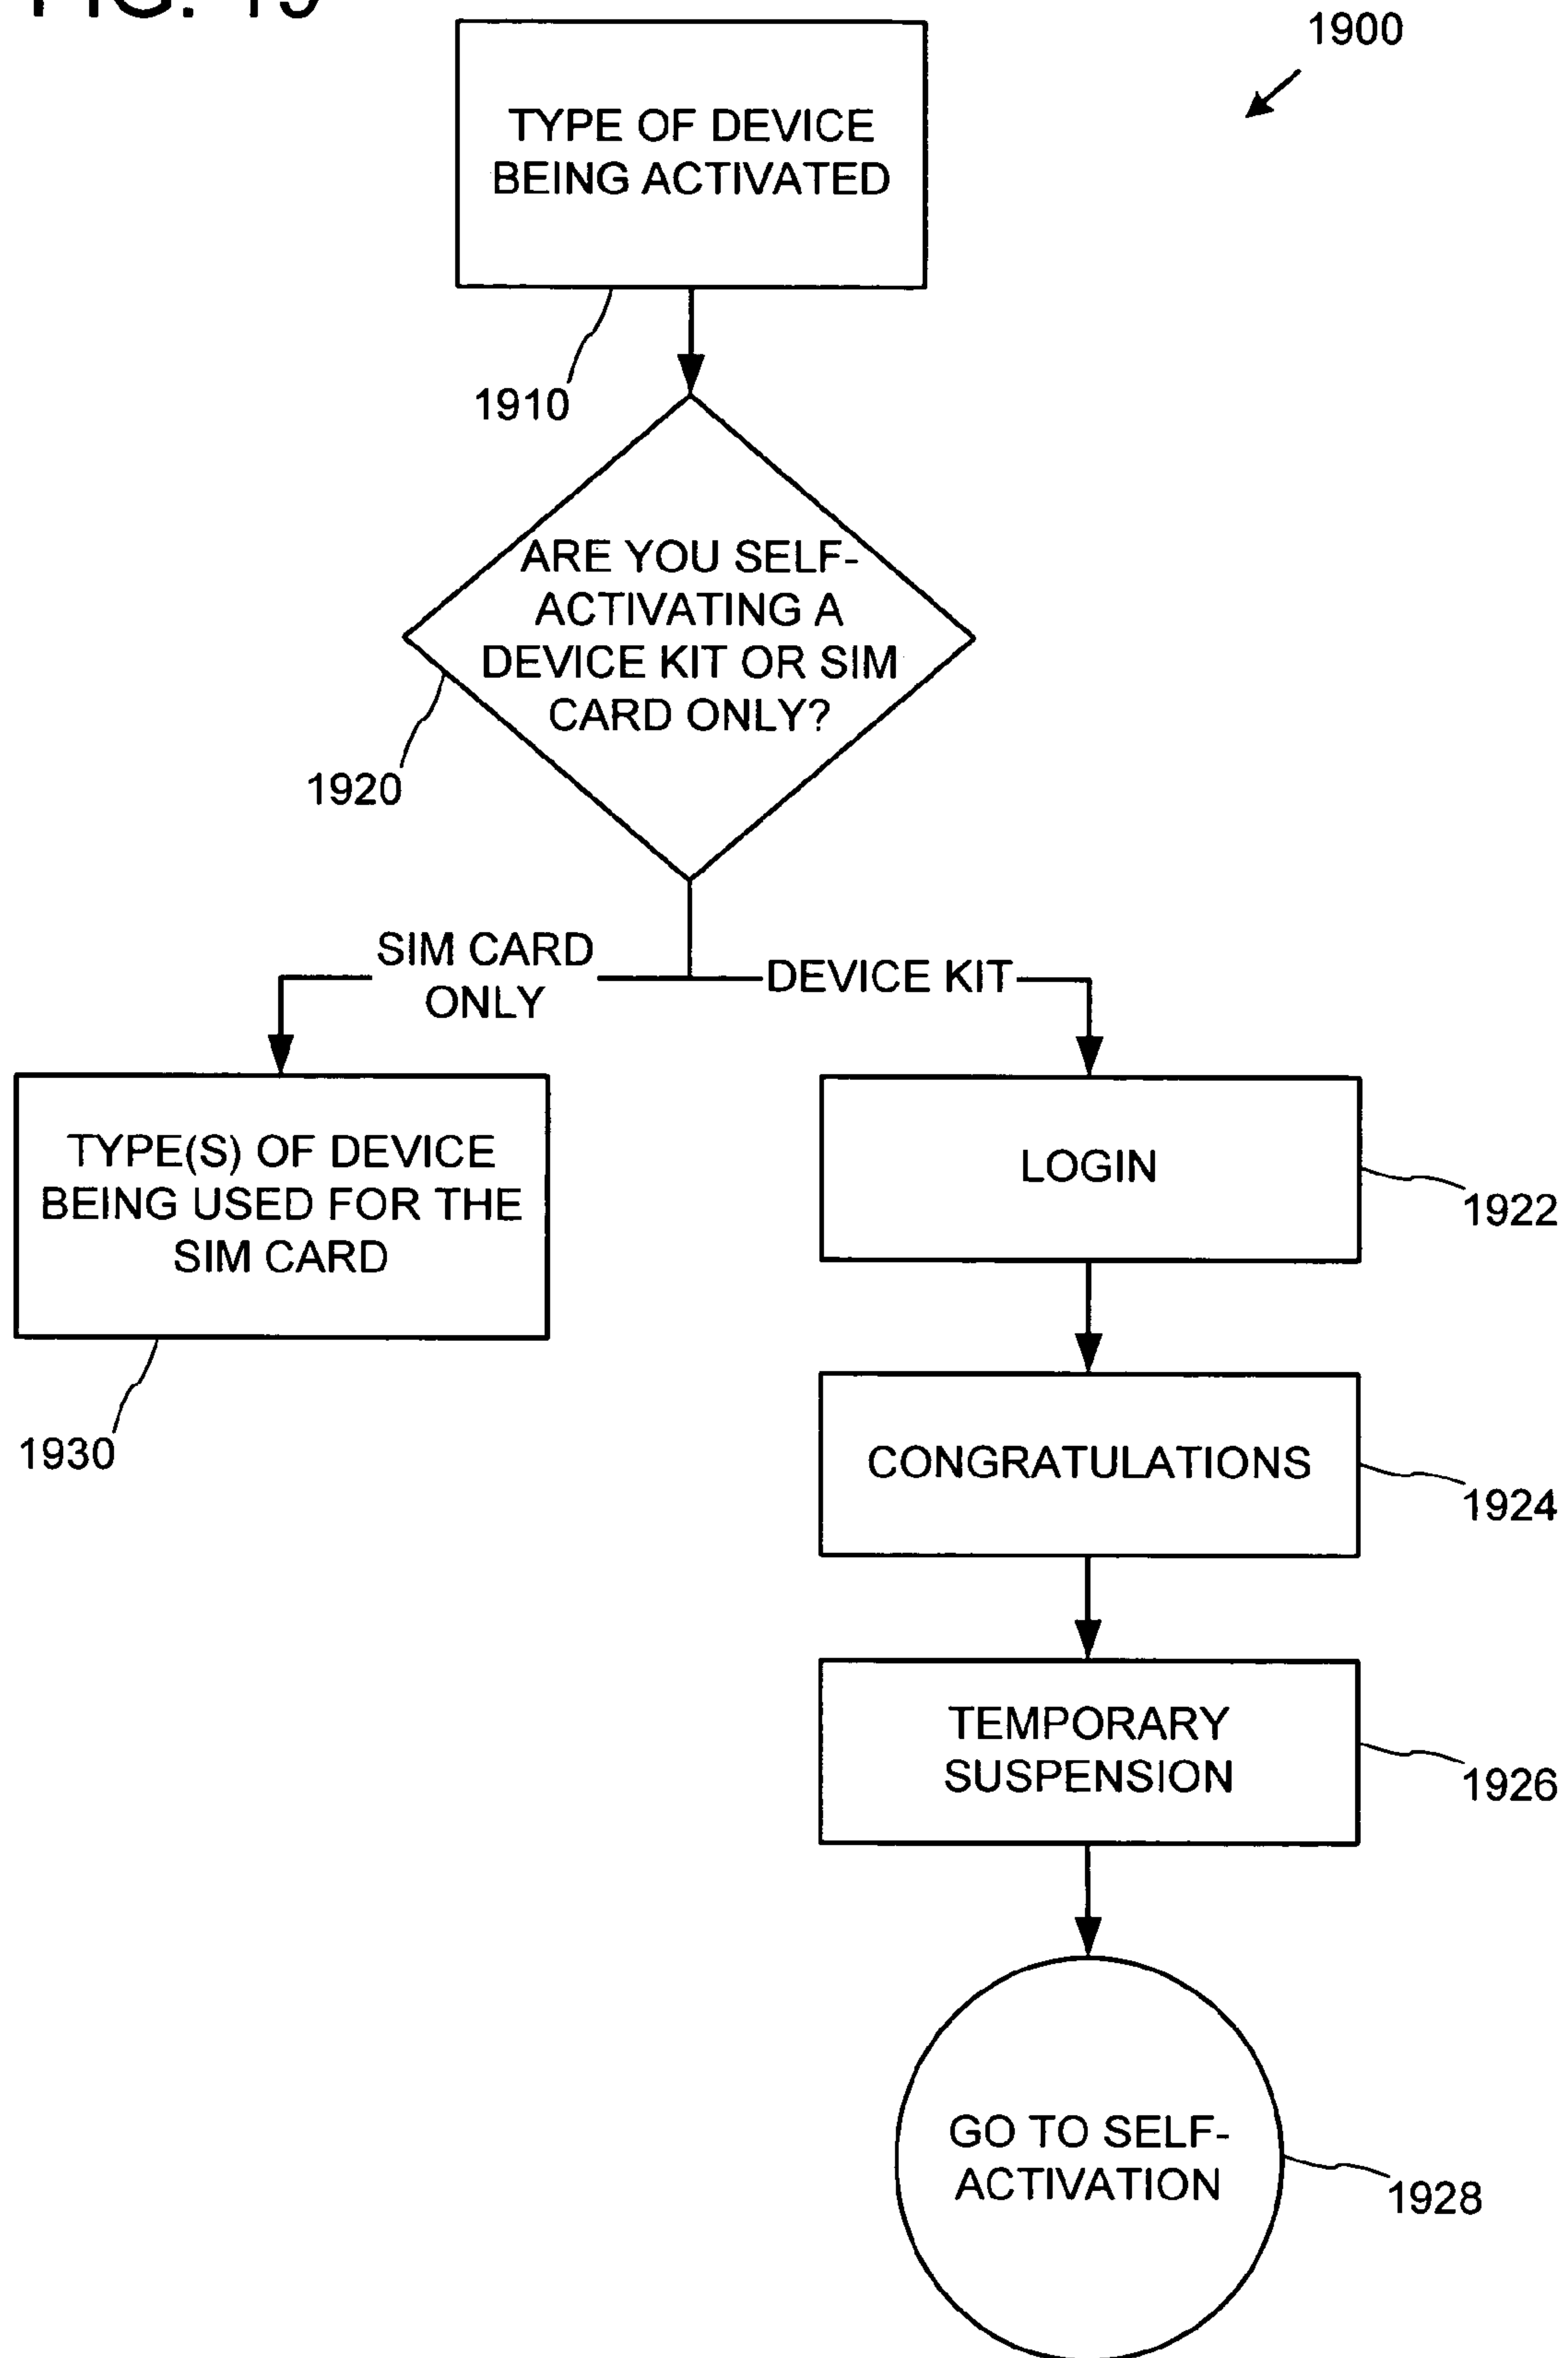 FIG. 19
1900
TYPE OF DEVICE
BEING ACTIVATED
1910
ARE YOU SELF-
ACTIVATING A
DEVICE KIT OR SIM
CARD ONLY?
1920
SIM CARD
ONLY
DEVICE KIT
TYPE(S) OF DEVICE
BEING USED FOR THE
SIM CARD
1930
LOGIN
1922
CONGRATULATIONS
1924
TEMPORARY
SUSPENSION
1926
GO TO SELF-
ACTIVATION
1928